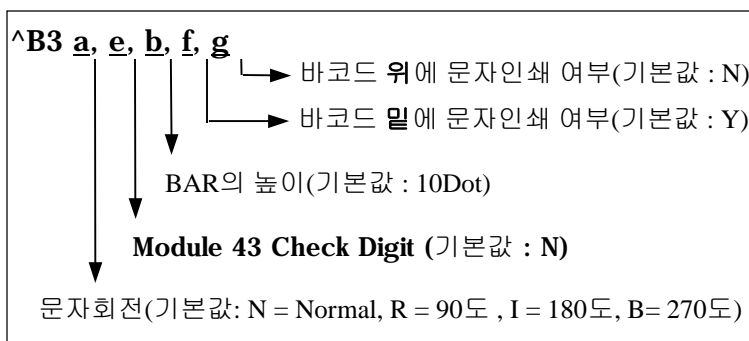 ^B3 a, e, b, f, g
바코드 위에 문자인쇄 여부(기본값 : N)
바코드 밑에 문자인쇄 여부(기본값 : Y)
BAR의 높이(기본값 : 10Dot)
Module 43 Check Digit (기본값 : N)
문자회전(기본값: N = Normal, R = 90도 , I = 180도, B= 270도)